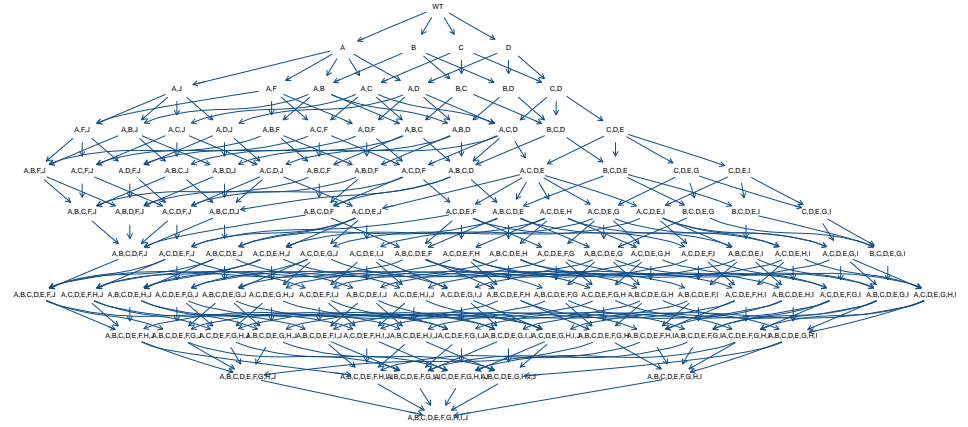 WT
A B C D
A,J A,F A,B A,C A,D B,C B,D C,D
A,F,J A,B,J A,C,J A,D,J A,B,F A,C,F A,D,F A,B,C A,B,D A,C,D B,C,D C,D,E
A,B,F,J A,C,F,J A,D,F,J A,B,C,J A,B,D,J A,C,D,J A,B,C,F A,B,D,F A,C,D,F A,B,C,D A,C,D,E B,C,D,E C,D,E,G C,D,E,I
A,B,C,F,J A,B,D,F,J A,C,D,F,J A,B,C,D,J A,B,C,D,F A,C,D,E,J A,C,D,E,F A,B,C,D,E A,C,D,E,H A,C,D,E,G A,C,D,E,I B,C,D,E,G B,C,D,E,I C,D,E,G,I
A,B,C,D,F,J A,C,D,E,F,J A,B,C,D,E,J A,C,D,E,H,J A,C,D,E,G,J A,C,D,E,I,J A,B,C,D,E,F A,C,D,E,F,H A,B,C,D,E,H A,C,D,E,F,G A,B,C,D,E,G A,C,D,E,G,H A,C,D,E,F,I A,B,C,D,E,I A,C,D,E,H,I A,C,D,E,G,I B,C,D,E,G,I
A,B,C,D,E,F,J A,C,D,E,F,H,J A,B,C,D,E,H,J A,C,D,E,F,G,J A,B,C,D,E,G,J A,C,D,E,G,H,J A,C,D,E,F,I,J A,B,C,D,E,I,J A,C,D,E,H,I,J A,C,D,E,G,I,J A,B,C,D,E,F,H A,B,C,D,E,F,G A,C,D,E,F,G,H A,B,C,D,E,G,H A,B,C,D,E,F,I A,C,D,E,F,H,I A,B,C,D,E,H,I A,C,D,E,F,G,I A,B,C,D,E,G,I A,C,D,E,G,H,I
A,B,C,D,E,F,H,J A,B,C,D,E,F,G,J A,C,D,E,F,G,H,J A,B,C,D,E,G,H,J A,B,C,D,E,F,I,J A,C,D,E,F,H,I,J A,B,C,D,E,H,I,J A,C,D,E,F,G,I,J A,B,C,D,E,G,I,J A,C,D,E,G,H,I,J A,B,C,D,E,F,G,H A,B,C,D,E,F,H,I A,B,C,D,E,F,G,I A,C,D,E,F,G,H,I A,B,C,D,E,G,H,I
A,B,C,D,E,F,G,H,J A,B,C,D,E,F,H,I,J A,B,C,D,E,F,G,I,J A,C,D,E,F,G,H,I,J A,B,C,D,E,G,H,I,J A,B,C,D,E,F,G,H,I
A,B,C,D,E,F,G,H,I,J